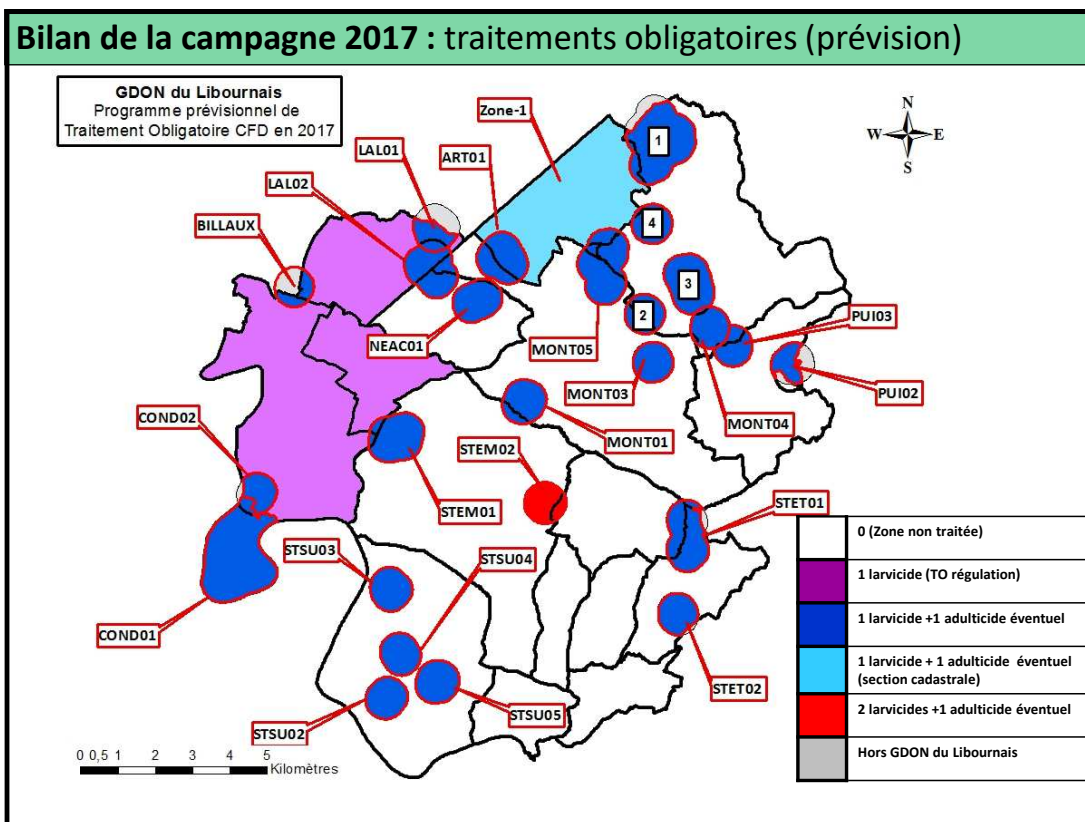 Bilan de la campagne 2017 : traitements obligatoires (prévision)
GDON du Libournais
Programme prévisionnel de
Traitement Obligatoire CFD en 2017
Zone-1
N
W E
S
LAL01
ART01
LAL02
BILLAUX
1
4
3
2
NEAC01
MONT05
PUI03
MONT03
PUI02
MONT04
COND02
MONT01
STEM02
STEM01
STET01
STSU03
STSU04
COND01
STET02
STSU05
STSU02
0 0,5 1 2 3 4 5
Kilomètres
0 (Zone non traitée)
1 larvicide (TO régulation)
1 larvicide +1 adulticide éventuel
1 larvicide + 1 adulticide éventuel
(section cadastrale)
2 larvicides +1 adulticide éventuel
Hors GDON du Libournais